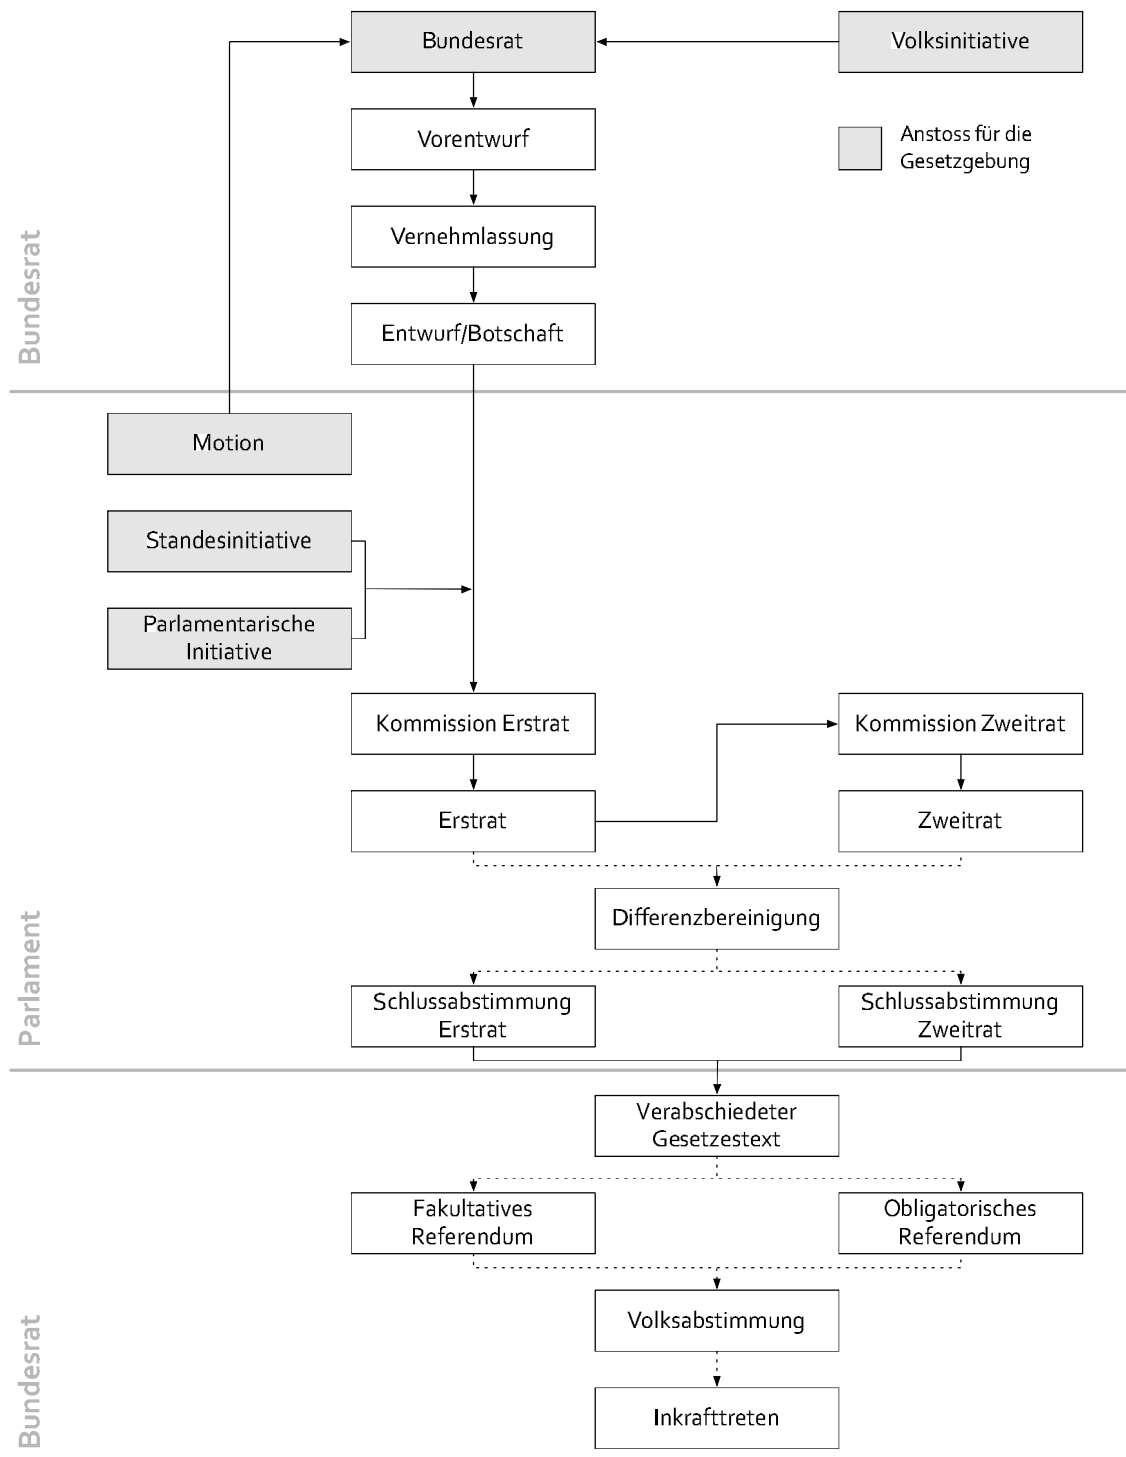 Bundesrat
Volksinitiative
Vorentwurf
Anstoss für die
Gesetzgebung
Vernehmlassung
Bundesrat
Entwurf/Botschaft
Motion
Standesinitiative
Parlamentarische
Initiative
Kommission Erstrat
Kommission Zweitrat
Erstrat
Zweitrat
Differenzbereinigung
Parlament
Schlussabstimmung
Erstrat
Schlussabstimmung
Zweitrat
Verabschiedeter
Gesetzestext
Fakultatives
Referendum
Obligatorisches
Referendum
Volksabstimmung
Bundesrat
Inkrafttreten